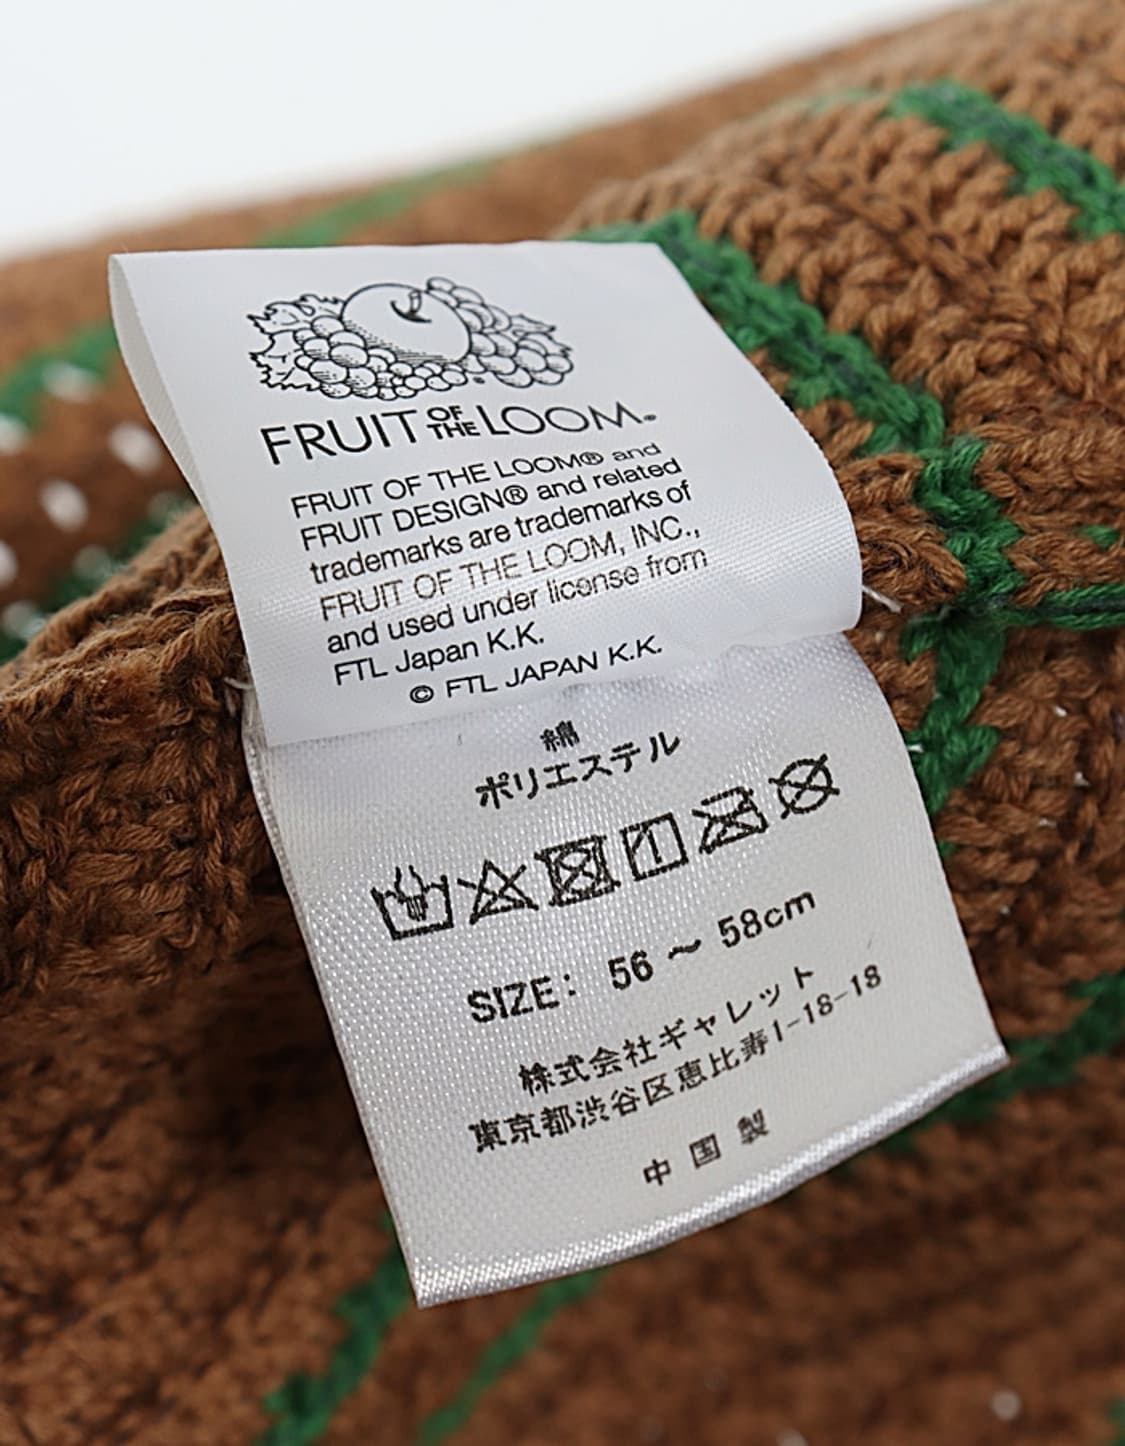 FRUIT OF THE LOOM®
FRUIT OF THE LOOM® and
FRUIT DESIGN® and related
trademarks are trademarks of
FRUIT OF THE LOOM, INC.,
and used under license from
FTL Japan K.K.
© FTL JAPAN K.K.
綿
ポリエステル
SIZE: 56 ～ 58cm
株式会社ギャレット
東京都渋谷区恵比寿1-18-18
中国製